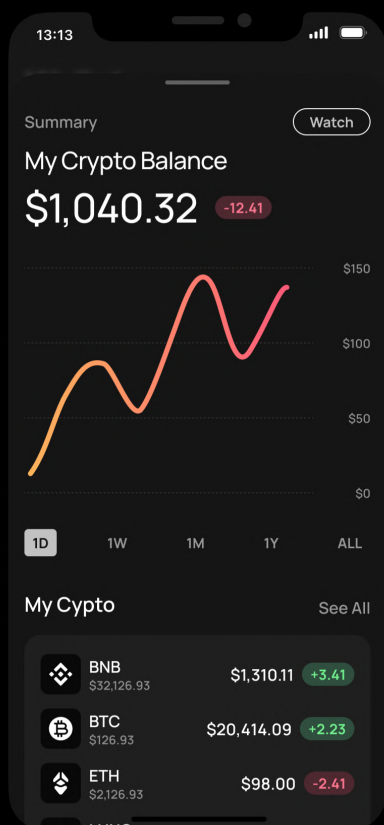 13:13
Summary
Watch
My Crypto Balance
$1,040.32 -12.41
$150
$100
$50
$0
1D 1W 1M 1Y ALL
My Cypto See All
BNB
$32,126.93
$1,310.11 +3.41
BTC
$126.93
$20,414.09 +2.23
ETH
$2,126.93
$98.00 -2.41